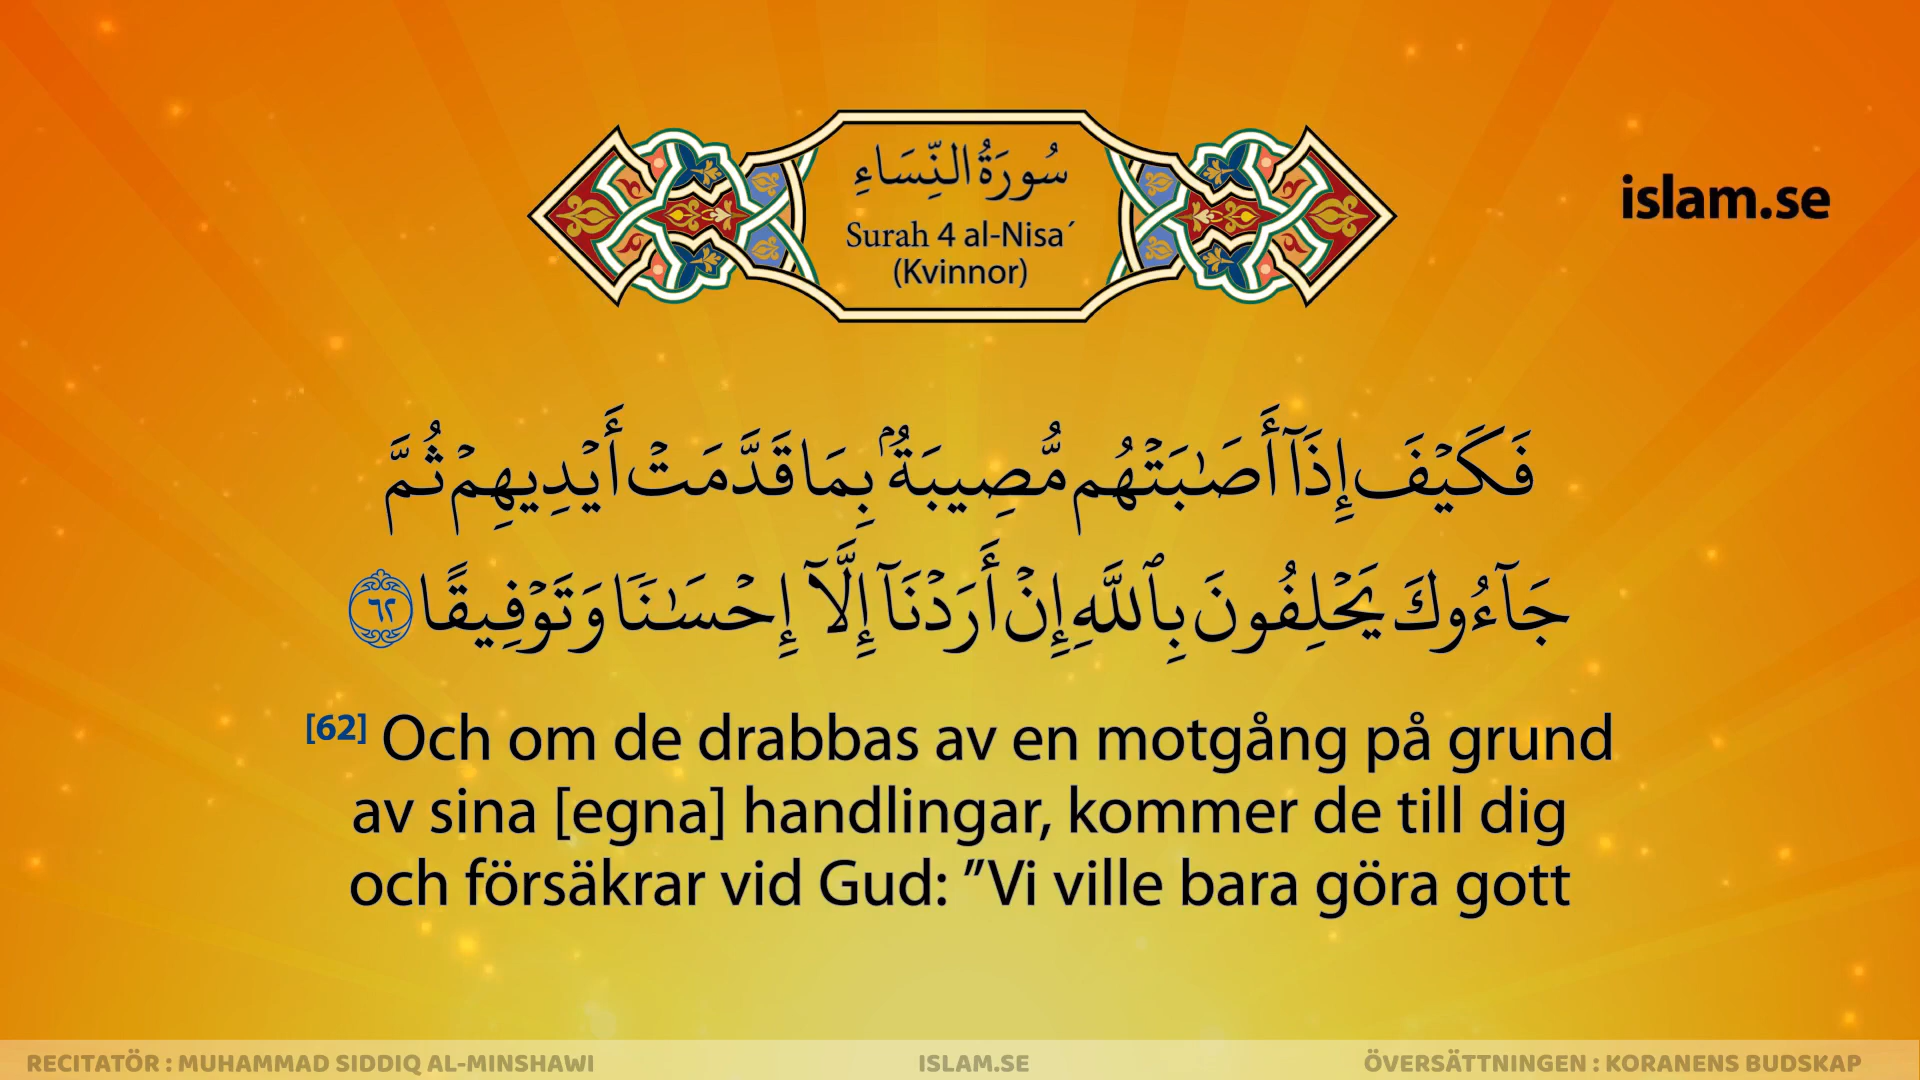 سُورَةُ النِّسَاءِ
Surah 4 al-Nisa´
(Kvinnor)
islam.se
فَكَيْفَ إِذَآ أَصَـٰبَتْهُم مُّصِيبَةٌۢ بِمَا قَدَّمَتْ أَيْدِيهِمْ ثُمَّ
جَآءُوكَ يَحْلِفُونَ بِٱللَّهِ إِنْ أَرَدْنَآ إِلَّآ إِحْسَـٰنًا وَتَوْفِيقًا ٦٢
[62] Och om de drabbas av en motgång på grund
av sina [egna] handlingar, kommer de till dig
och försäkrar vid Gud: ”Vi ville bara göra gott
RECITATÖR : MUHAMMAD SIDDIQ AL-MINSHAWI
ISLAM.SE
ÖVERSÄTTNINGEN : KORANENS BUDSKAP